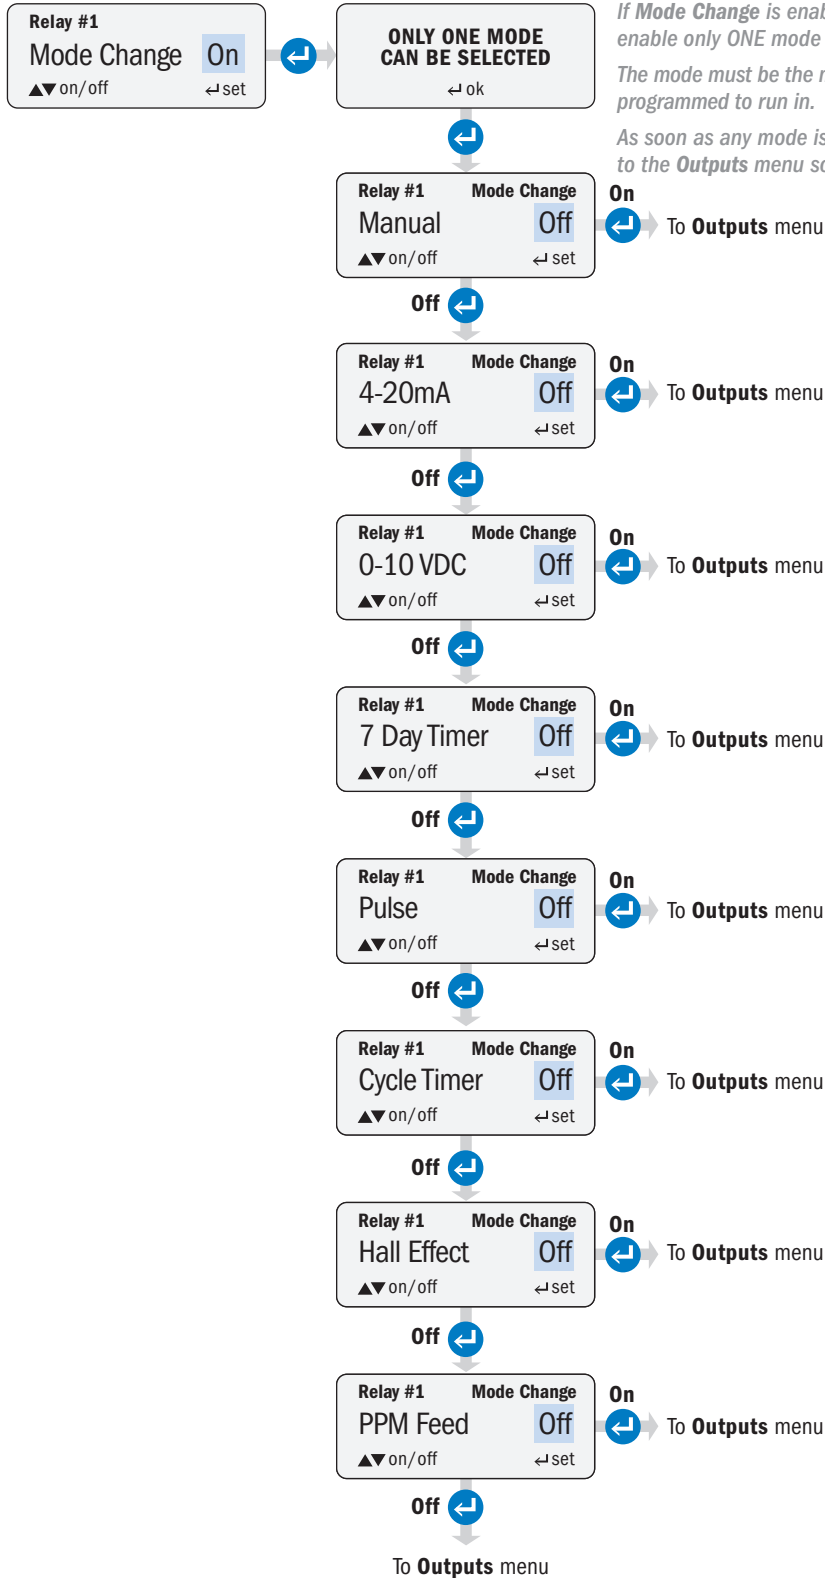 Relay #1
Mode Change On
▲▼ on/off ↵ set
ONLY ONE MODE
CAN BE SELECTED
↵ ok
If Mode Change is
enable only ONE mode
The mode must be the
programmed to run in.
As soon as any mode is
to the Outputs menu
Relay #1 Mode Change
Manual Off
▲▼ on/off ↵ set
On
To Outputs menu
Off
Relay #1 Mode Change
4-20mA Off
▲▼ on/off ↵ set
On
To Outputs menu
Off
Relay #1 Mode Change
0-10 VDC Off
▲▼ on/off ↵ set
On
To Outputs menu
Off
Relay #1 Mode Change
7 Day Timer Off
▲▼ on/off ↵ set
On
To Outputs menu
Off
Relay #1 Mode Change
Pulse Off
▲▼ on/off ↵ set
On
To Outputs menu
Off
Relay #1 Mode Change
Cycle Timer Off
▲▼ on/off ↵ set
On
To Outputs menu
Off
Relay #1 Mode Change
Hall Effect Off
▲▼ on/off ↵ set
On
To Outputs menu
Off
Relay #1 Mode Change
PPM Feed Off
▲▼ on/off ↵ set
On
To Outputs menu
Off
To Outputs menu